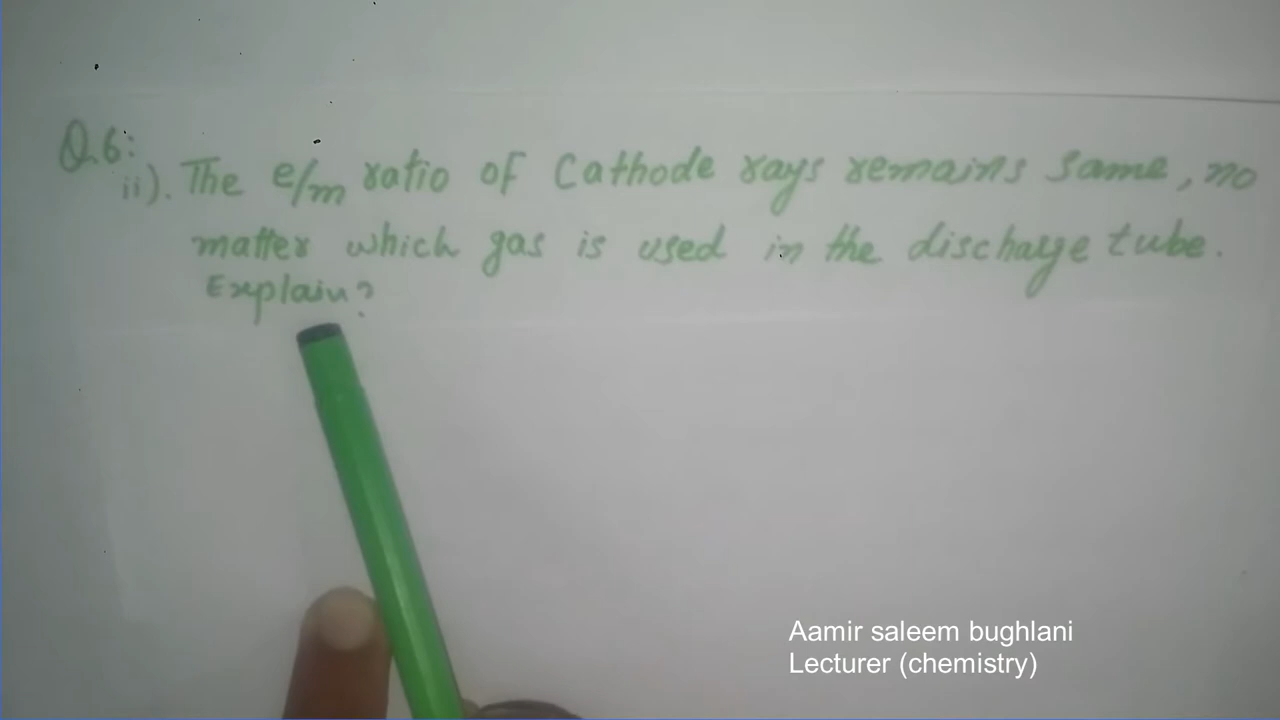 Q.6:
ii). The e/m ratio of Cathode rays remains same, no
matter which gas is used in the discharge tube.
Explain?
Aamir saleem bughlani
Lecturer (chemistry)